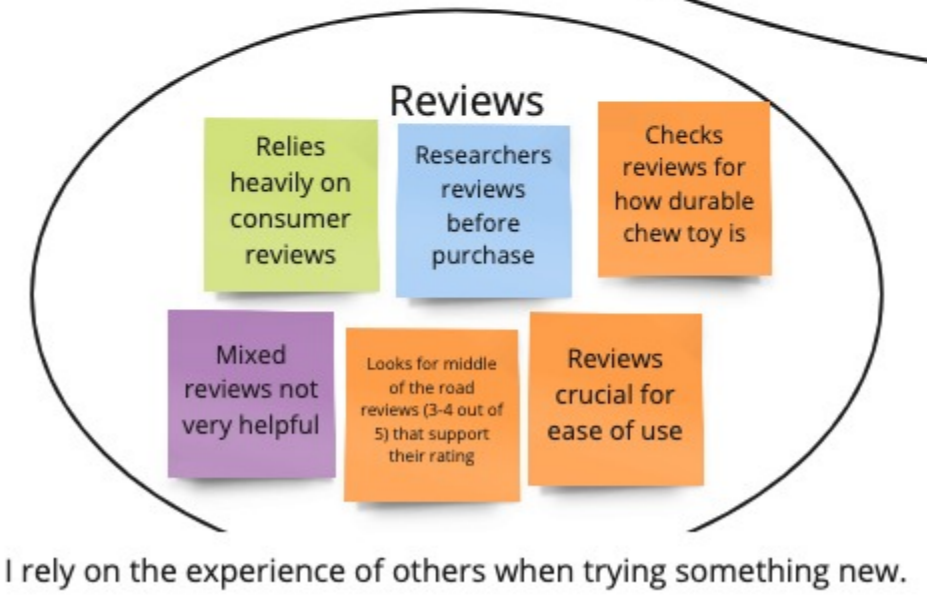 Reviews
Relies
heavily on
consumer
reviews
Researchers
reviews
before
purchase
Checks
reviews for
how durable
chew toy is
Mixed
reviews not
very helpful
Looks for middle
of the road
reviews (3-4 out of
5) that support
their rating
Reviews
crucial for
ease of use
I rely on the experience of others when trying something new.